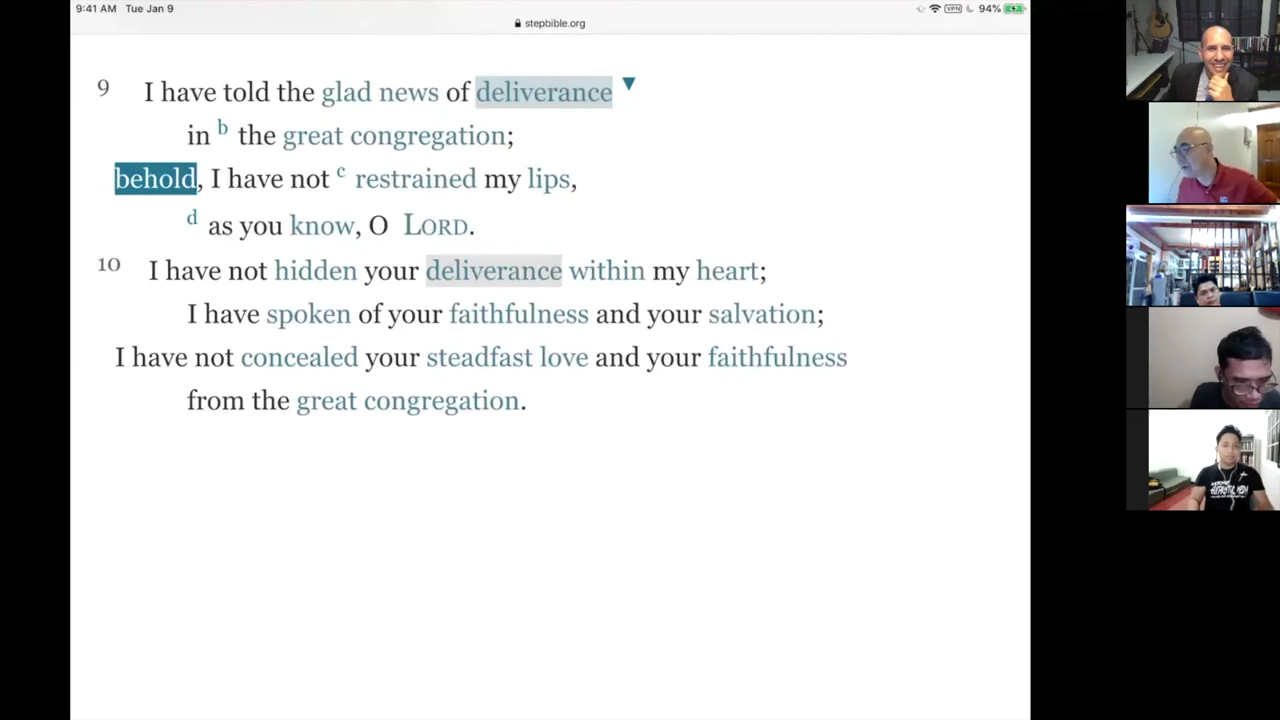 9:41 AM Tue Jan 9
94%
stepbible.org
VPN
9 I have told the glad news of deliverance ▼
in b the great congregation;
behold, I have not c restrained my lips,
d as you know, O LORD.
10 I have not hidden your deliverance within my heart;
I have spoken of your faithfulness and your salvation;
I have not concealed your steadfast love and your faithfulness
from the great congregation.